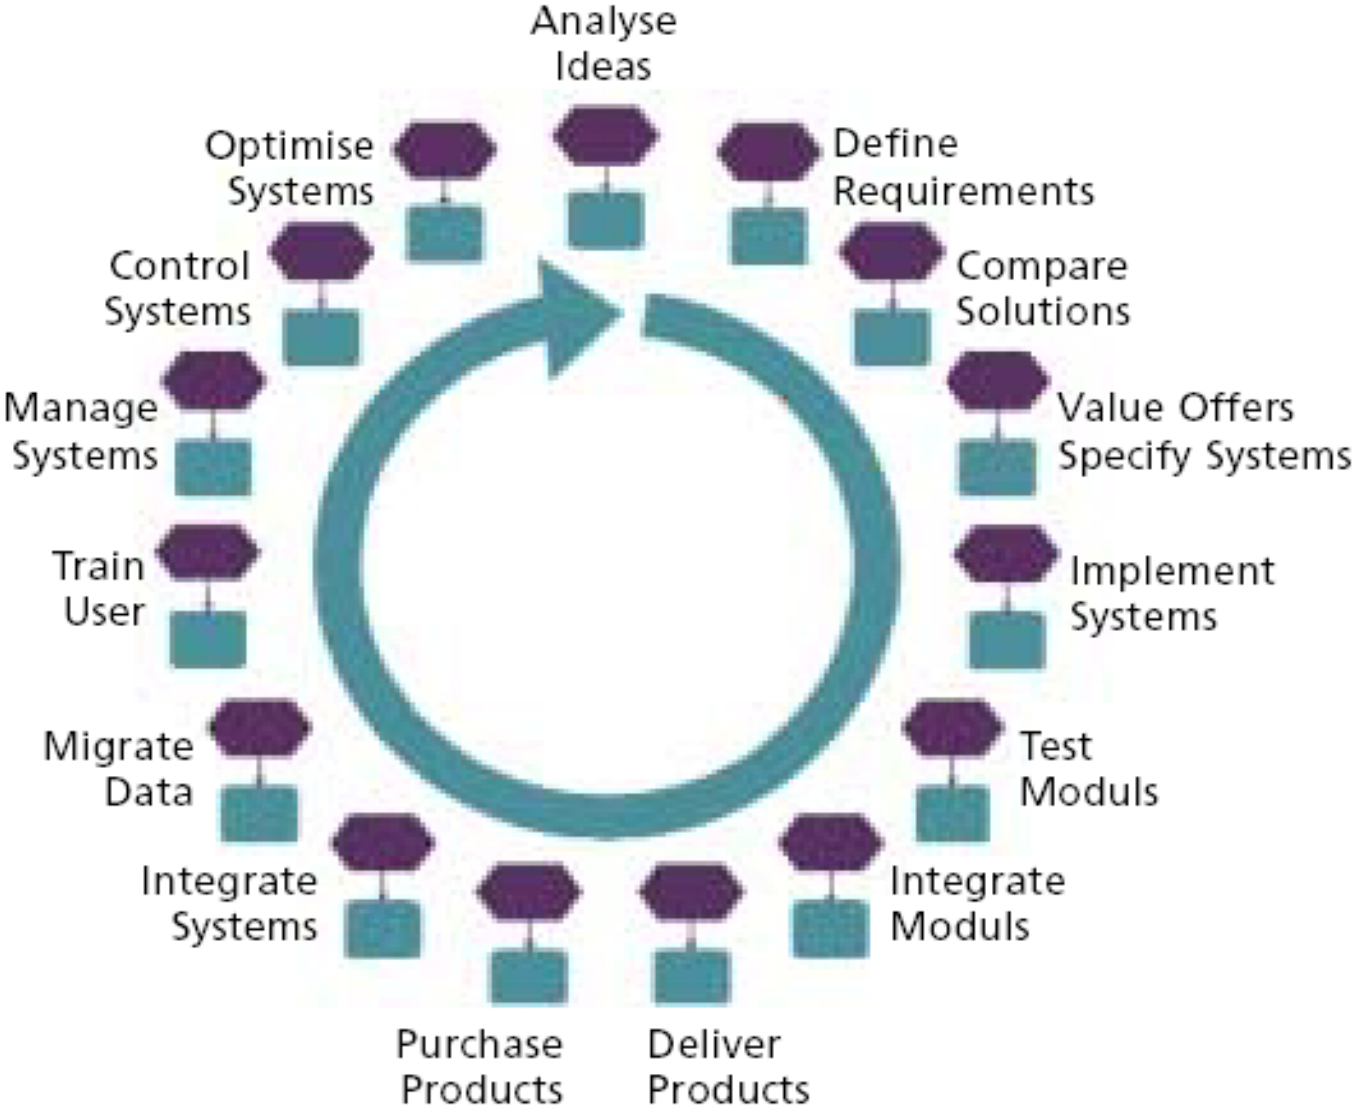 Analyse
Ideas
Define
Requirements
Compare
Solutions
Value Offers
Specify Systems
Implement
Systems
Test
Moduls
Integrate
Moduls
Deliver
Products
Purchase
Products
Integrate
Systems
Migrate
Data
Train
User
Manage
Systems
Control
Systems
Optimise
Systems